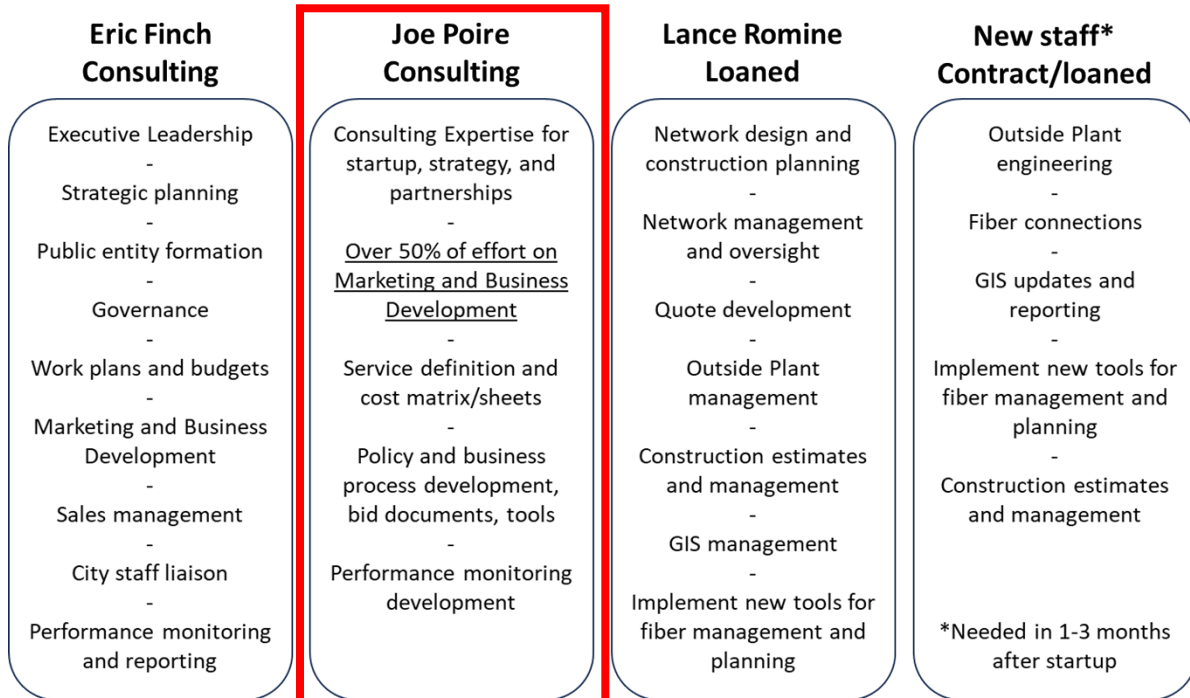 Eric Finch
Consulting
Executive Leadership
-
Strategic planning
-
Public entity formation
-
Governance
-
Work plans and budgets
-
Marketing and Business
Development
-
Sales management
-
City staff liaison
-
Performance monitoring
and reporting
Joe Poire
Consulting
Consulting Expertise for
startup, strategy, and
partnerships
-
Over 50% of effort on
Marketing and Business
Development
-
Service definition and
cost matrix/sheets
-
Policy and business
process development,
bid documents, tools
-
Performance monitoring
development
Lance Romine
Loaned
Network design and
construction planning
-
Network management
and oversight
-
Quote development
-
Outside Plant
management
-
Construction estimates
and management
-
GIS management
-
Implement new tools for
fiber management and
planning
New staff*
Contract/loaned
Outside Plant
engineering
-
Fiber connections
-
GIS updates and
reporting
-
Implement new tools for
fiber management and
planning
-
Construction estimates
and management
*Needed in 1-3 months
after startup